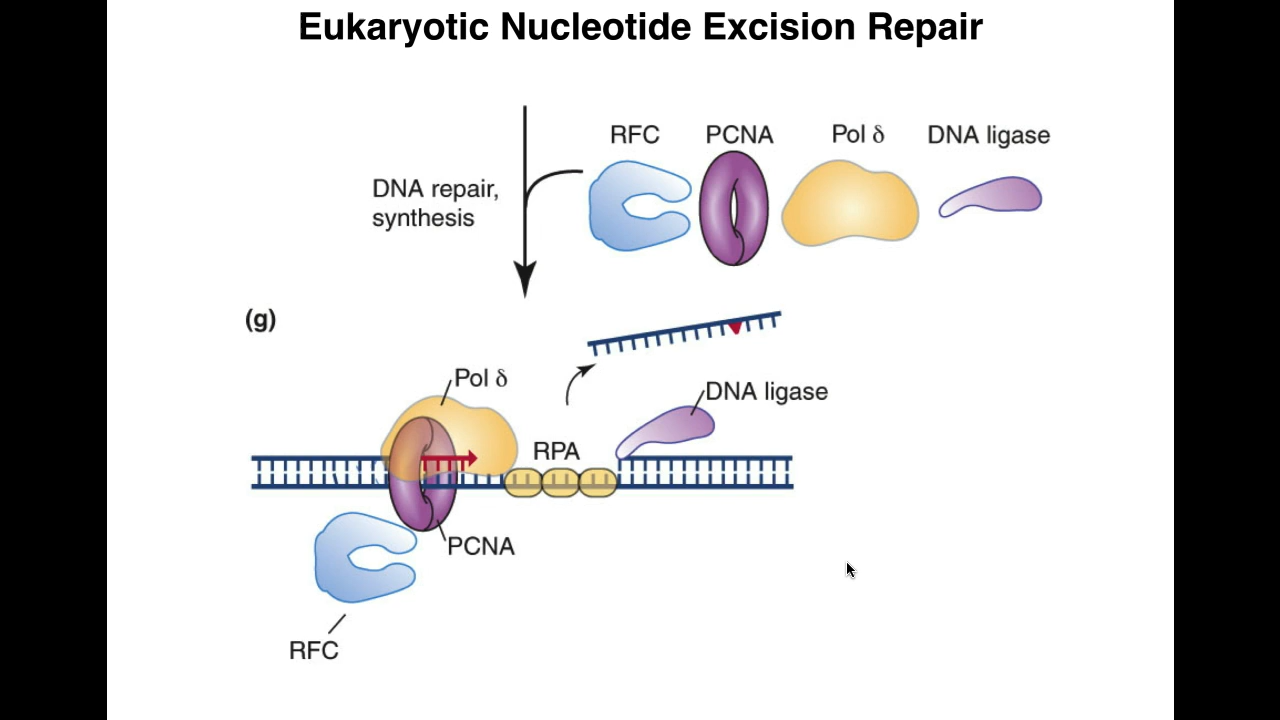 Eukaryotic Nucleotide Excision Repair
RFC
PCNA
Pol δ
DNA ligase
DNA repair,
synthesis
(g)
Pol δ
DNA ligase
RPA
PCNA
RFC